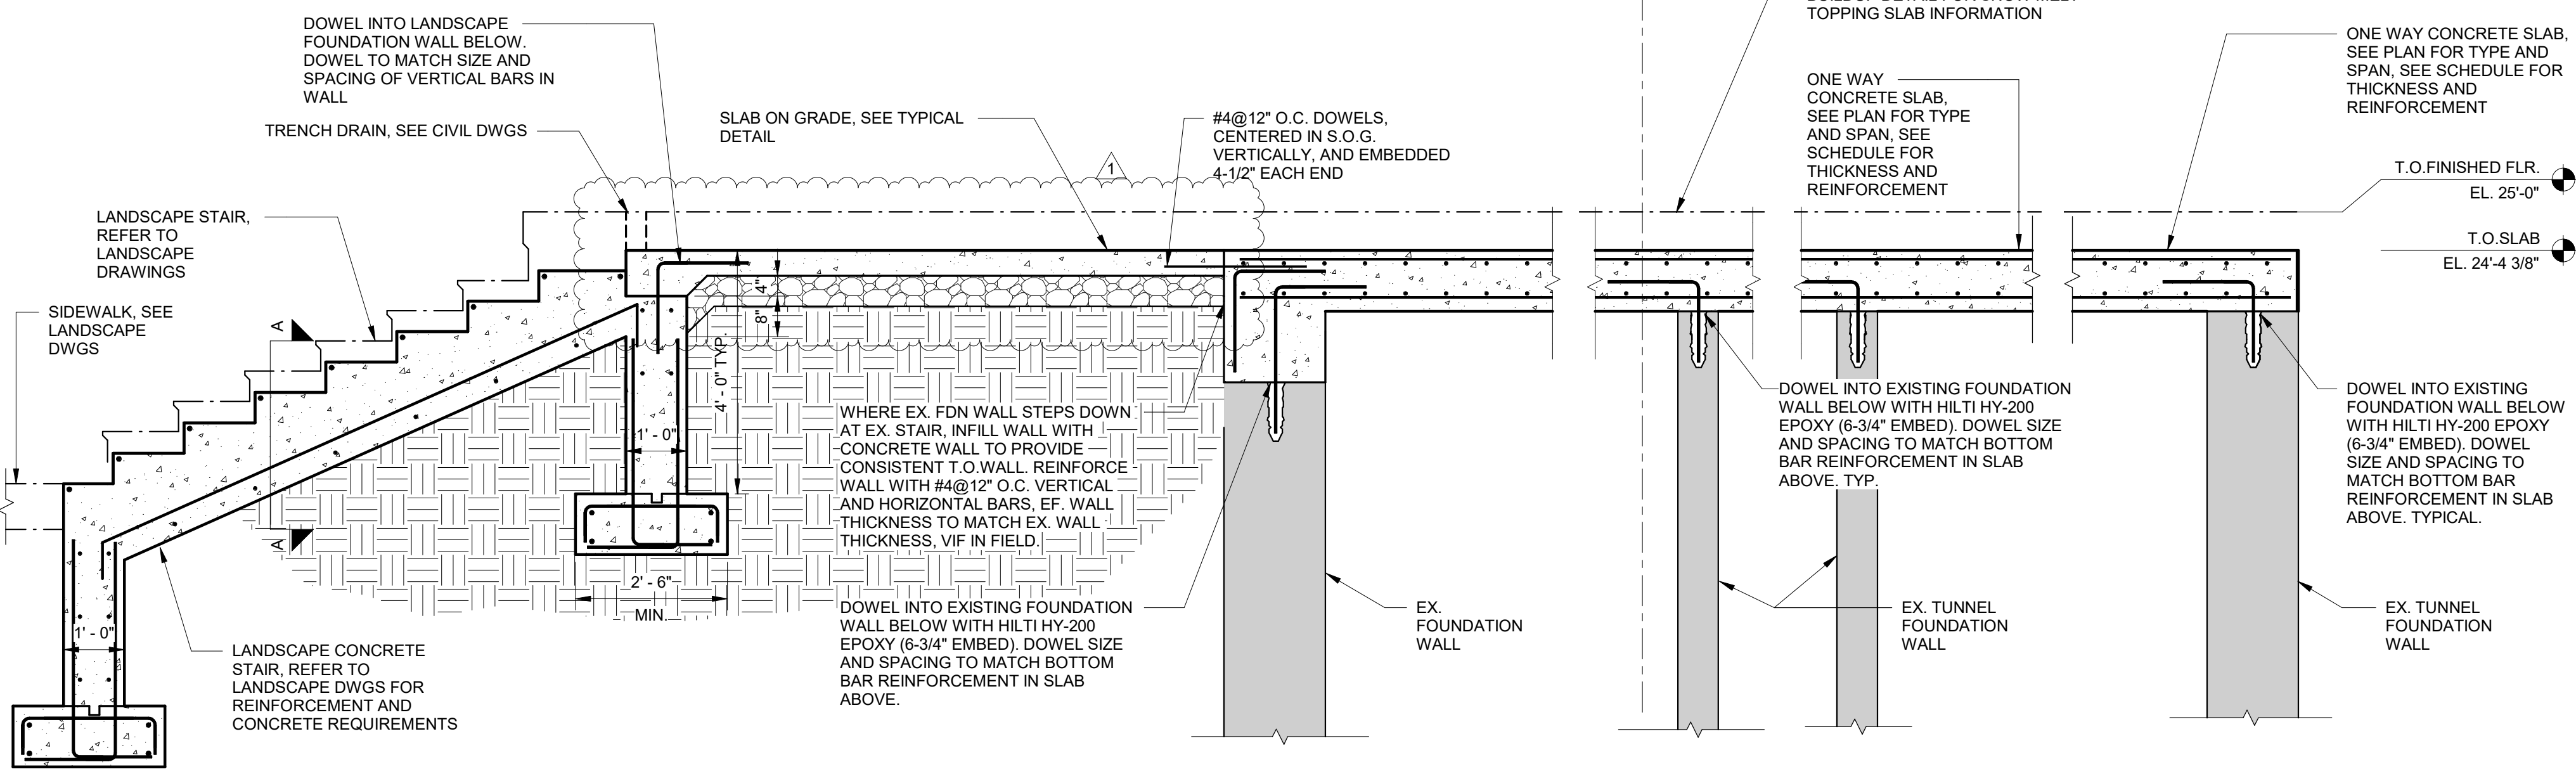 DOWEL INTO LANDSCAPE
FOUNDATION WALL BELOW.
DOWEL TO MATCH SIZE AND
SPACING OF VERTICAL BARS IN
WALL
TRENCH DRAIN, SEE CIVIL DWGS
SLAB ON GRADE, SEE TYPICAL
DETAIL
1
#4@12" O.C. DOWELS,
CENTERED IN S.O.G.
VERTICALLY, AND EMBEDDED
4-1/2" EACH END
TOPPING SLAB INFORMATION
ONE WAY
CONCRETE SLAB,
SEE PLAN FOR TYPE
AND SPAN, SEE
SCHEDULE FOR
THICKNESS AND
REINFORCEMENT
ONE WAY CONCRETE SLAB,
SEE PLAN FOR TYPE AND
SPAN, SEE SCHEDULE FOR
THICKNESS AND
REINFORCEMENT
T.O.FINISHED FLR.
EL. 25'-0"
T.O.SLAB
EL. 24'-4 3/8"
LANDSCAPE STAIR,
REFER TO
LANDSCAPE
DRAWINGS
SIDEWALK, SEE
LANDSCAPE
DWGS
A
A
4"
8"
4' - 0" TYP.
1' - 0"
2' - 6"
MIN.
1' - 0"
WHERE EX. FDN WALL STEPS DOWN
AT EX. STAIR, INFILL WALL WITH
CONCRETE WALL TO PROVIDE
CONSISTENT T.O.WALL. REINFORCE
WALL WITH #4@12" O.C. VERTICAL
AND HORIZONTAL BARS, EF. WALL
THICKNESS TO MATCH EX. WALL
THICKNESS, VIF IN FIELD.
DOWEL INTO EXISTING FOUNDATION
WALL BELOW WITH HILTI HY-200
EPOXY (6-3/4" EMBED). DOWEL SIZE
AND SPACING TO MATCH BOTTOM
BAR REINFORCEMENT IN SLAB
ABOVE.
DOWEL INTO EXISTING FOUNDATION
WALL BELOW WITH HILTI HY-200
EPOXY (6-3/4" EMBED). DOWEL SIZE
AND SPACING TO MATCH BOTTOM
BAR REINFORCEMENT IN SLAB
ABOVE. TYP.
DOWEL INTO EXISTING
FOUNDATION WALL BELOW
WITH HILTI HY-200 EPOXY
(6-3/4" EMBED). DOWEL
SIZE AND SPACING TO
MATCH BOTTOM BAR
REINFORCEMENT IN SLAB
ABOVE. TYPICAL.
LANDSCAPE CONCRETE
STAIR, REFER TO
LANDSCAPE DWGS FOR
REINFORCEMENT AND
CONCRETE REQUIREMENTS
EX.
FOUNDATION
WALL
EX. TUNNEL
FOUNDATION
WALL
EX. TUNNEL
FOUNDATION
WALL